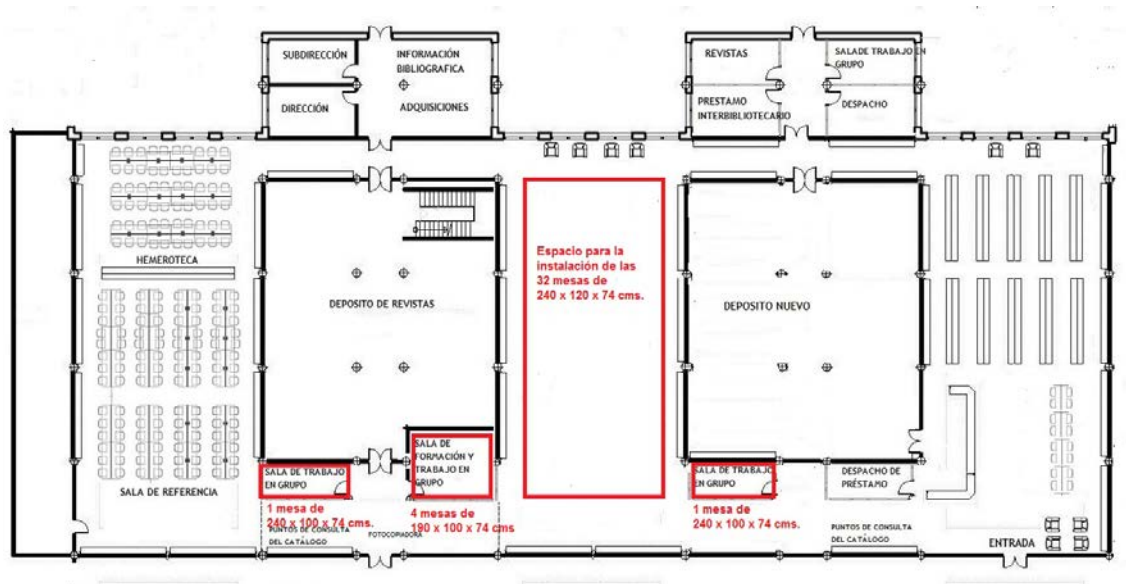 SUBDIRECCIÓN
INFORMACIÓN
BIBLIOGRAFICA
DIRECCIÓN
ADQUISICIONES
REVISTAS
SALADE TRABAJO EN
GRUPO
PRESTAMO
INTERBIBLIOTECARIO
DESPACHO
HEMEROTECA
DEPOSITO DE REVISTAS
Espacio para la
instalación de las
32 mesas de
240 x 120 x 74 cms.
DEPOSITO NUEVO
SALA DE REFERENCIA
SALA DE TRABAJO
EN GRUPO
1 mesa de
240 x 100 x 74 cms.
SALA DE
FORMACIÓN Y
TRABAJO EN
GRUPO
4 mesas de
190 x 100 x 74 cms
SALA DE TRABAJO
EN GRUPO
1 mesa de
240 x 100 x 74 cms.
DESPACHO DE
PRÉSTAMO
PUNTOS DE CONSULTA
DEL CATÁLOGO
FOTOCOPIADORA
PUNTOS DE CONSULTA
DEL CATÁLOGO
ENTRADA